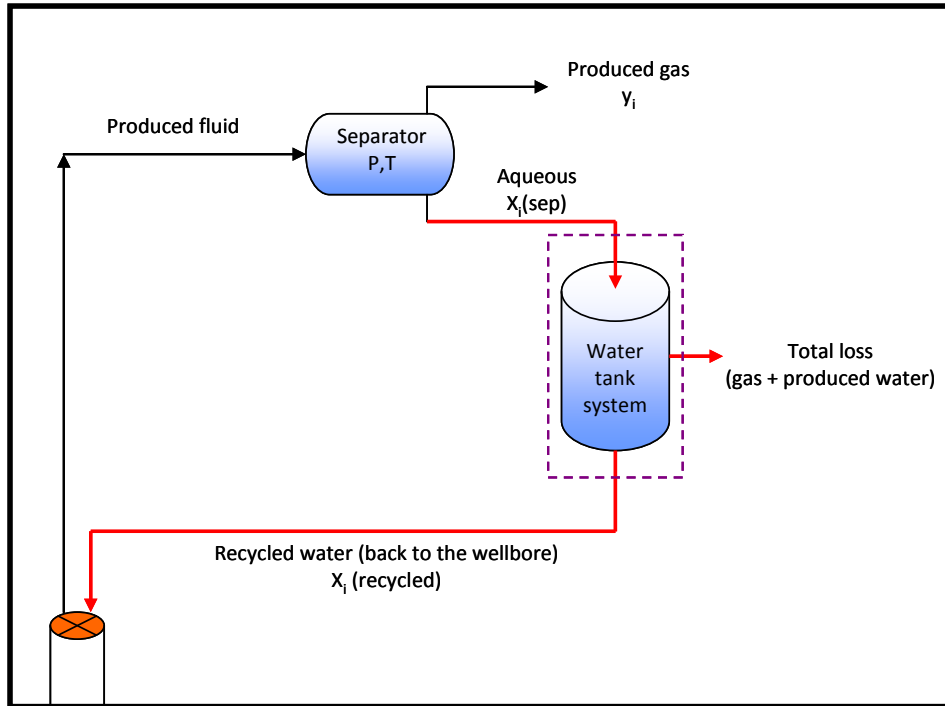 Produced gas
yi
Produced fluid
Separator
P,T
Aqueous
Xi(sep)
Water
tank
system
Total loss
(gas + produced water)
Recycled water (back to the wellbore)
Xi (recycled)